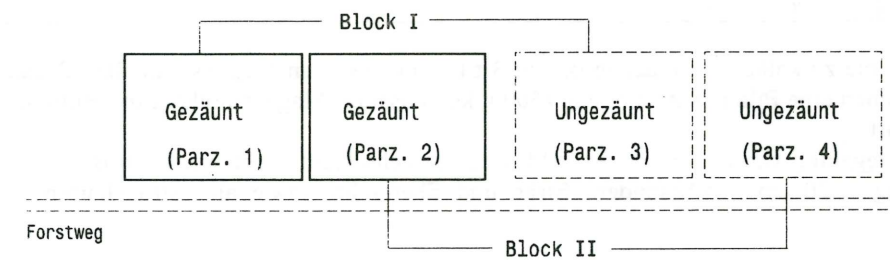 Block I
Gezäunt Gezäunt Ungezäunt Ungezäunt
(Parz. 1) (Parz. 2) (Parz. 3) (Parz. 4)
Forstweg
Block II